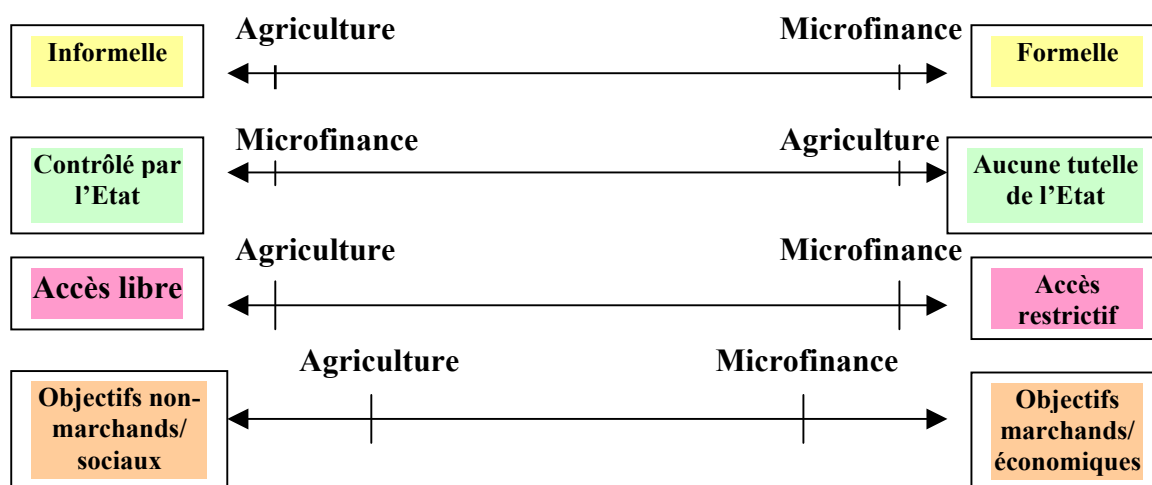 Agriculture Microfinance
Informelle Formelle
Microfinance Agriculture
Contrôlé par
l’Etat
Aucune tutelle
de l’Etat
Agriculture Microfinance
Accès libre
Accès
restrictif
Agriculture Microfinance
Objectifs non-
marchands/
sociaux
Objectifs
marchands/
économiques